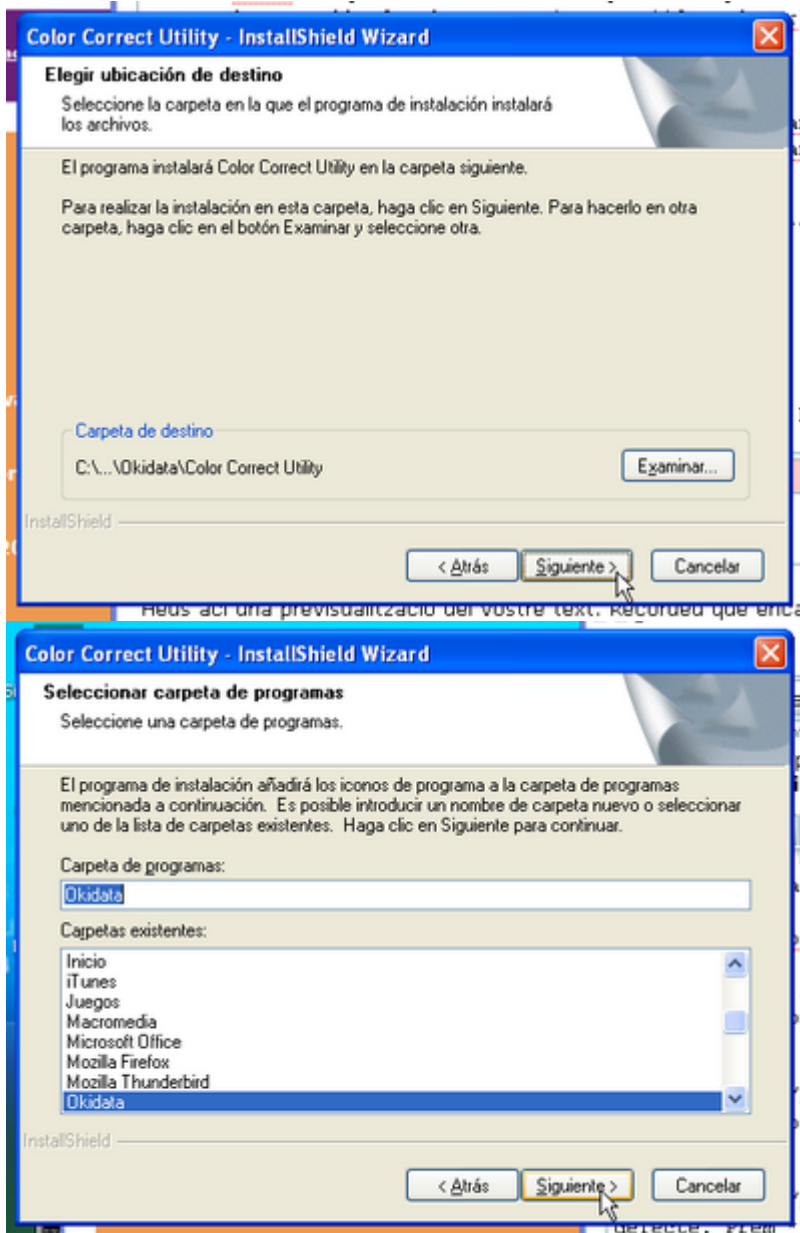 Color Correct Utility - InstallShield Wizard
Elegir ubicación de destino
Seleccione la carpeta en la que el programa de instalación instalará
los archivos.
El programa instalará Color Correct Utility en la carpeta siguiente.
Para realizar la instalación en esta carpeta, haga clic en Siguiente. Para hacerlo en otra
carpeta, haga clic en el botón Examinar y seleccione otra.
Carpeta de destino
C:\...\Okidata\Color Correct Utility
Examinar...
InstallShield
< Atrás
Siguiente >
Cancelar
Heus ací una previsualització del vostre text. Recordeu que
Color Correct Utility - InstallShield Wizard
Seleccionar carpeta de programas
Seleccione una carpeta de programas.
El programa de instalación añadirá los iconos de programa a la carpeta de programas
mencionada a continuación. Es posible introducir un nombre de carpeta nuevo o seleccionar
uno de la lista de carpetas existentes. Haga clic en Siguiente para continuar.
Carpeta de programas:
Okidata
Carpetas existentes:
Inicio
iTunes
Juegos
Macromedia
Microsoft Office
Mozilla Firefox
Mozilla Thunderbird
Okidata
InstallShield
< Atrás
Siguiente >
Cancelar